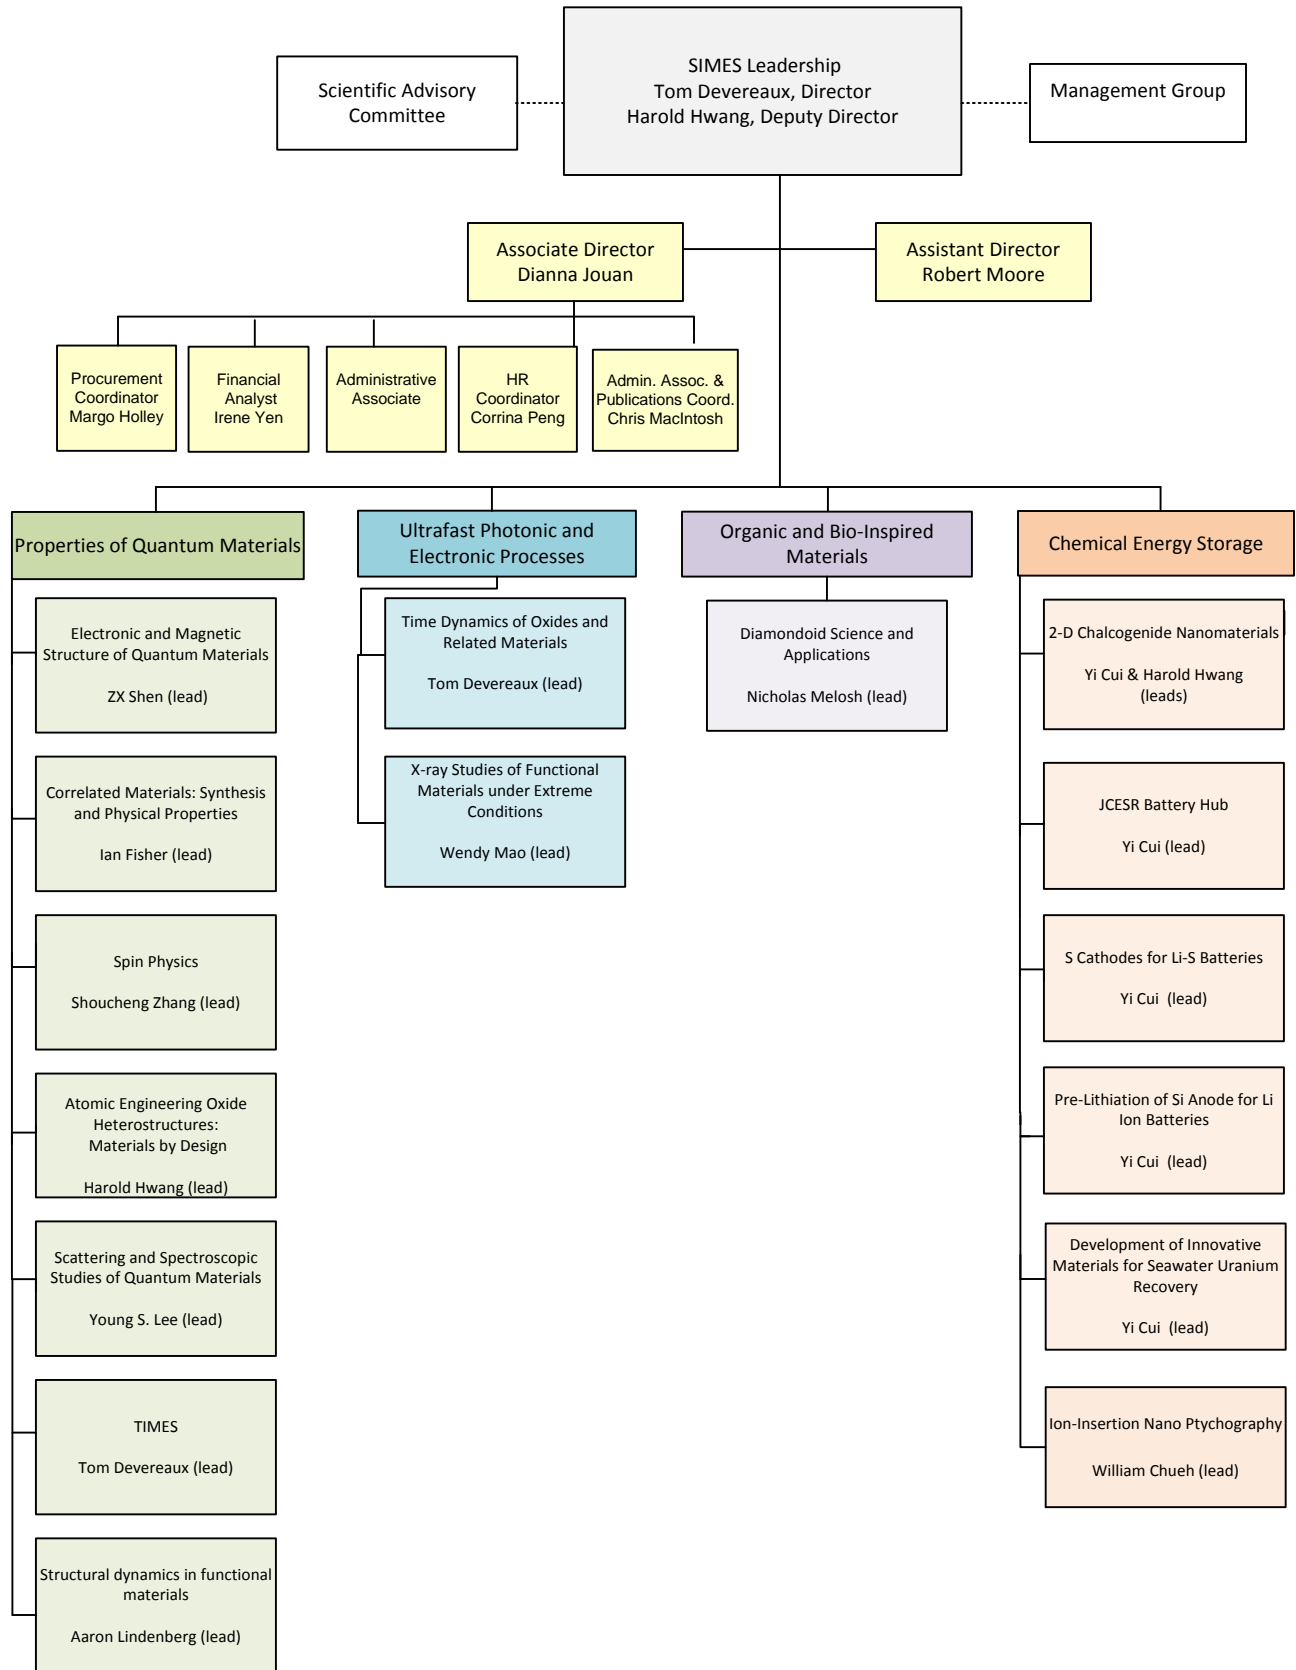 SIMES Leadership
Tom Devereaux, Director
Harold Hwang, Deputy Director
Scientific Advisory
Committee
Management Group
Associate Director
Dianna Jouan
Assistant Director
Robert Moore
Procurement
Coordinator
Margo Holley
Financial
Analyst
Irene Yen
Administrative
Associate
HR
Coordinator
Corrina Peng
Admin. Assoc. &
Publications Coord.
Chris MacIntosh
Properties of Quantum Materials
Electronic and Magnetic
Structure of Quantum Materials
ZX Shen (lead)
Correlated Materials: Synthesis
and Physical Properties
Ian Fisher (lead)
Spin Physics
Shoucheng Zhang (lead)
Atomic Engineering Oxide
Heterostructures:
Materials by Design
Harold Hwang (lead)
Scattering and Spectroscopic
Studies of Quantum Materials
Young S. Lee (lead)
TIMES
Tom Devereaux (lead)
Structural dynamics in functional
materials
Aaron Lindenberg (lead)
Ultrafast Photonic and
Electronic Processes
Time Dynamics of Oxides and
Related Materials
Tom Devereaux (lead)
X-ray Studies of Functional
Materials under Extreme
Conditions
Wendy Mao (lead)
Organic and Bio-Inspired
Materials
Diamondoid Science and
Applications
Nicholas Melosh (lead)
Chemical Energy Storage
2-D Chalcogenide Nanomaterials
Yi Cui & Harold Hwang
(leads)
JCESR Battery Hub
Yi Cui (lead)
S Cathodes for Li-S Batteries
Yi Cui (lead)
Pre-Lithiation of Si Anode for Li
Ion Batteries
Yi Cui (lead)
Development of Innovative
Materials for Seawater Uranium
Recovery
Yi Cui (lead)
Ion-Insertion Nano Ptychography
William Chueh (lead)